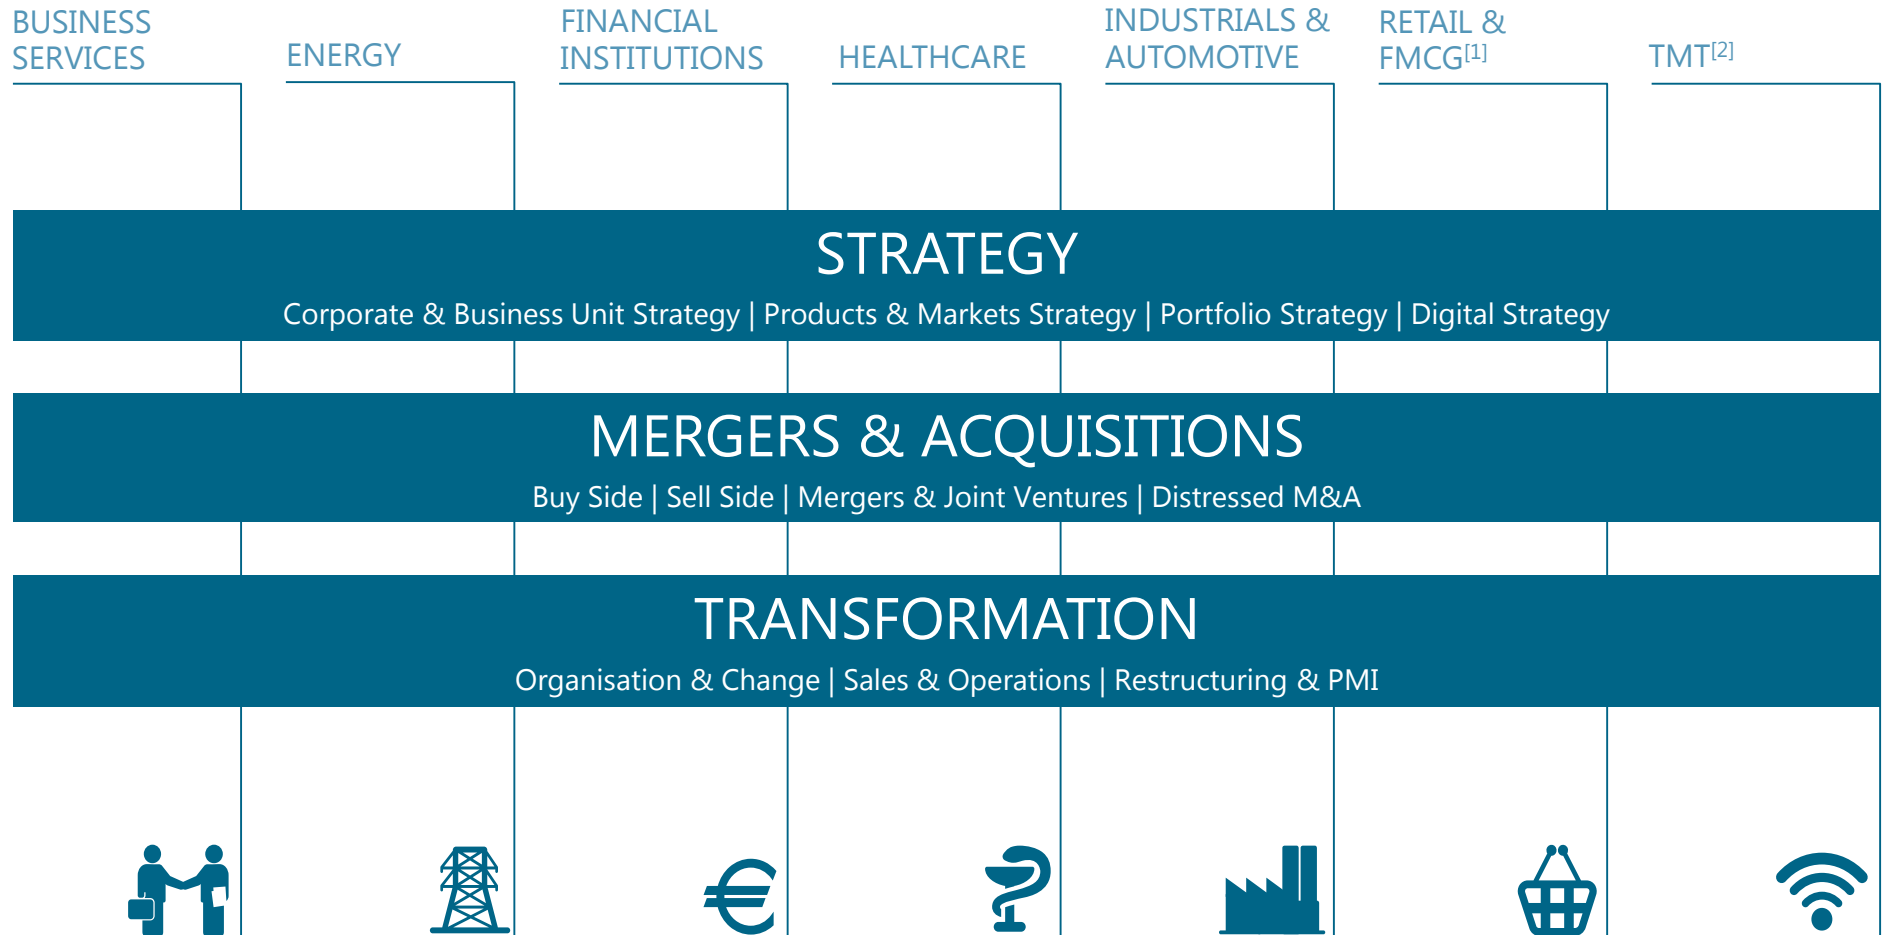 BUSINESS
SERVICES
ENERGY
FINANCIAL
INSTITUTIONS
HEALTHCARE
INDUSTRIALS &
AUTOMOTIVE
RETAIL &
FMCG[1]
TMT[2]
STRATEGY
Corporate & Business Unit Strategy | Products & Markets Strategy | Portfolio Strategy | Digital Strategy
MERGERS & ACQUISITIONS
Buy Side | Sell Side | Mergers & Joint Ventures | Distressed M&A
TRANSFORMATION
Organisation & Change | Sales & Operations | Restructuring & PMI
€